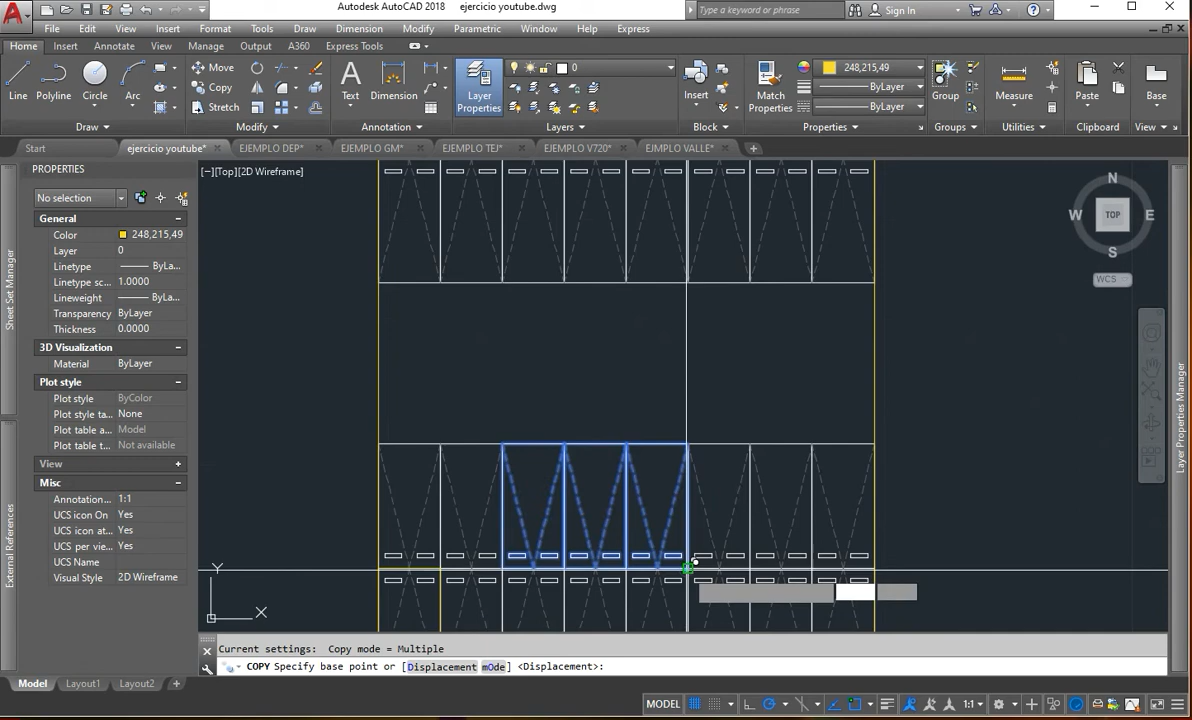 Autodesk AutoCAD 2018 ejercicio youtube.dwg
Type a keyword or phrase
Sign In
File Edit View Insert Format Tools Draw Dimension Modify Parametric Window Help Express
Home Insert Annotate View Manage Output A360 Express Tools
Line Polyline Circle Arc
Move
Copy
Stretch
Text Dimension
Layer
Properties
0
Insert
Match
Properties
248,215,49
ByLayer
ByLayer
Group Measure Paste Base
Draw Modify Annotation Layers Block Properties Groups Utilities Clipboard View
Start ejercicio youtube* EJEMPLO DEP* EJEMPLO GM* EJEMPLO TEJ* EJEMPLO V720* EJEMPL VALLE*
PROPERTIES
[−][Top][2D Wireframe]
No selection
General
Color 248,215,49
Layer 0
Linetype ByLa...
Linetype sc... 1.0000
Lineweight ByLa...
Transparency ByLayer
Thickness 0.0000
3D Visualization
Material ByLayer
Plot style
Plot style ByColor
Plot style ta... None
Plot table a... Model
Plot table t... Not available
View
Misc
Annotation... 1:1
UCS icon On Yes
UCS icon at... Yes
UCS per vie... Yes
UCS Name
Visual Style 2D Wireframe
Sheet Set Manager
External References
Layer Properties Manager
N
W TOP E
S
WCS
Y
X
Current settings: Copy mode = Multiple
COPY Specify base point or [Displacement mOde] <Displacement>:
Model Layout1 Layout2 +
MODEL 1:1